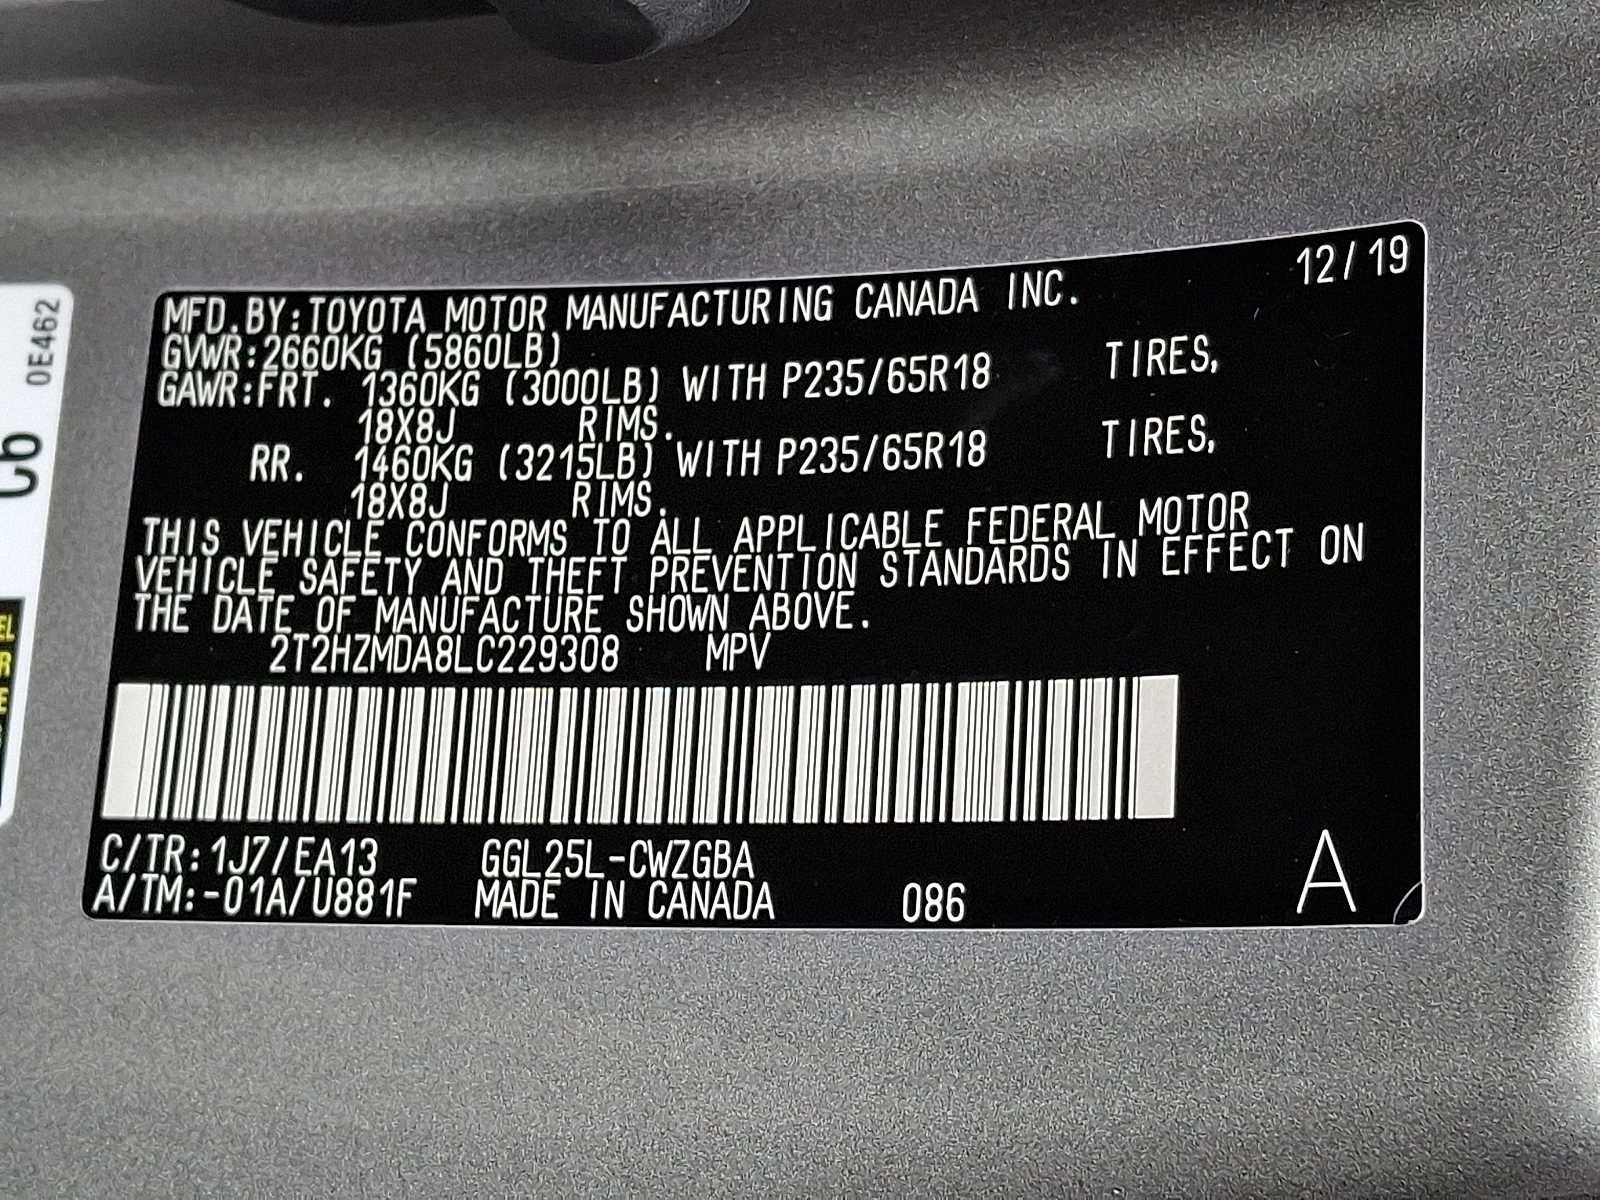 12/19
MFD.BY:TOYOTA MOTOR MANUFACTURING CANADA INC.
GVWR:2660KG (5860LB)
GAWR:FRT. 1360KG (3000LB) WITH P235/65R18 TIRES,
18X8J RIMS.
RR. 1460KG (3215LB) WITH P235/65R18 TIRES,
18X8J RIMS.
THIS VEHICLE CONFORMS TO ALL APPLICABLE FEDERAL MOTOR
VEHICLE SAFETY AND THEFT PREVENTION STANDARDS IN EFFECT ON
THE DATE OF MANUFACTURE SHOWN ABOVE.
2T2HZMDA8LC229308 MPV
C/TR:1J7/EA13 GGL25L-CWZGBA
A/TM:-01A/U881F MADE IN CANADA 086 A
0E462